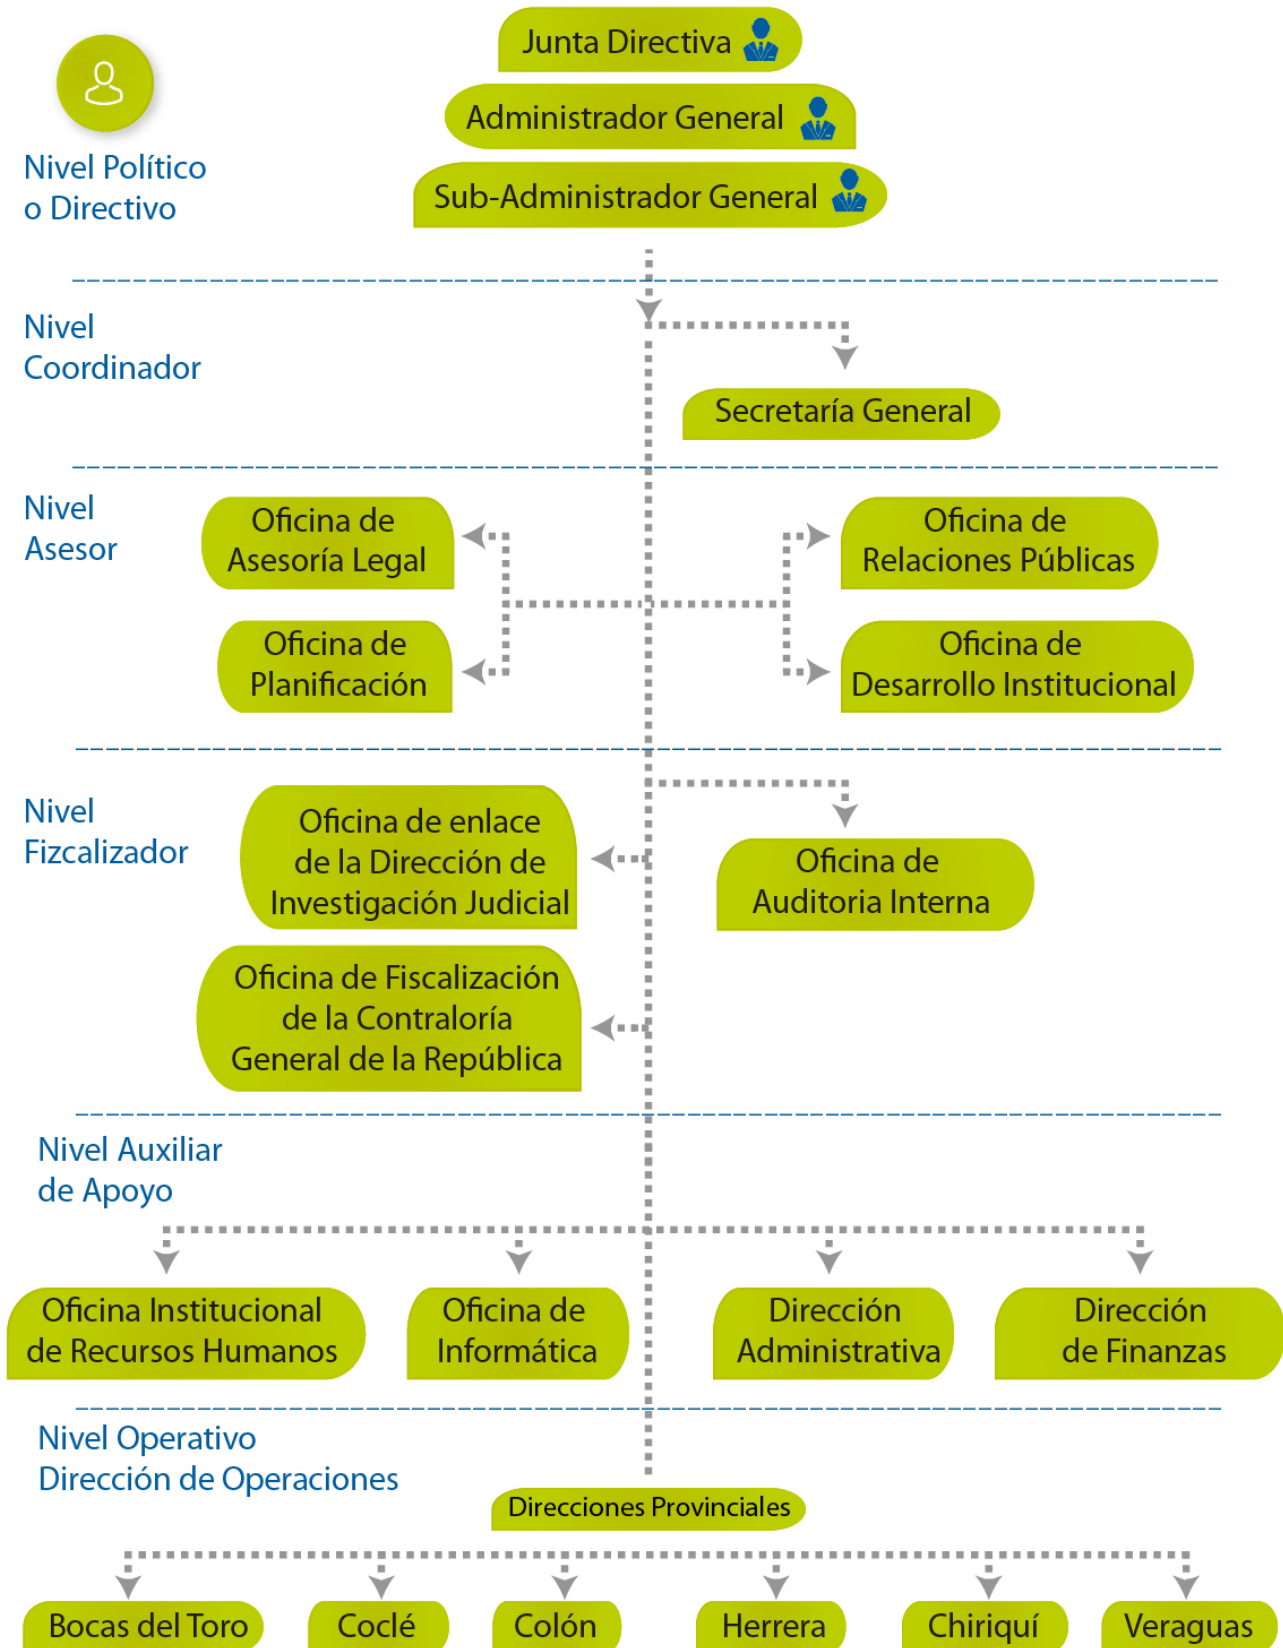 Junta Directiva
Administrador General
Sub-Administrador General
Nivel Político
o Directivo
Nivel
Coordinador
Secretaría General
Nivel
Asesor
Oficina de
Asesoría Legal
Oficina de
Relaciones Públicas
Oficina de
Planificación
Oficina de
Desarrollo Institucional
Nivel
Fizcalizador
Oficina de enlace
de la Dirección de
Investigación Judicial
Oficina de
Auditoria Interna
Oficina de Fiscalización
de la Contraloría
General de la República
Nivel Auxiliar
de Apoyo
Oficina Institucional
de Recursos Humanos
Oficina de
Informática
Dirección
Administrativa
Dirección
de Finanzas
Nivel Operativo
Dirección de Operaciones
Direcciones Provinciales
Bocas del Toro
Coclé
Colón
Herrera
Chiriquí
Veraguas